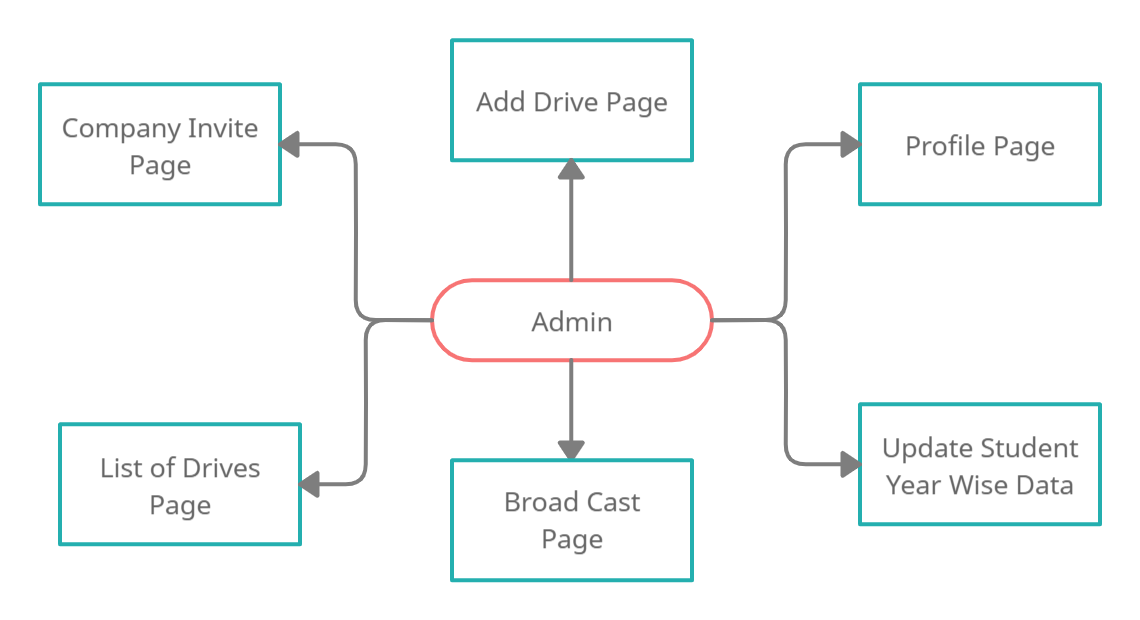 Add Drive Page
Company Invite
Page
Profile Page
Admin
List of Drives
Page
Broad Cast
Page
Update Student
Year Wise Data